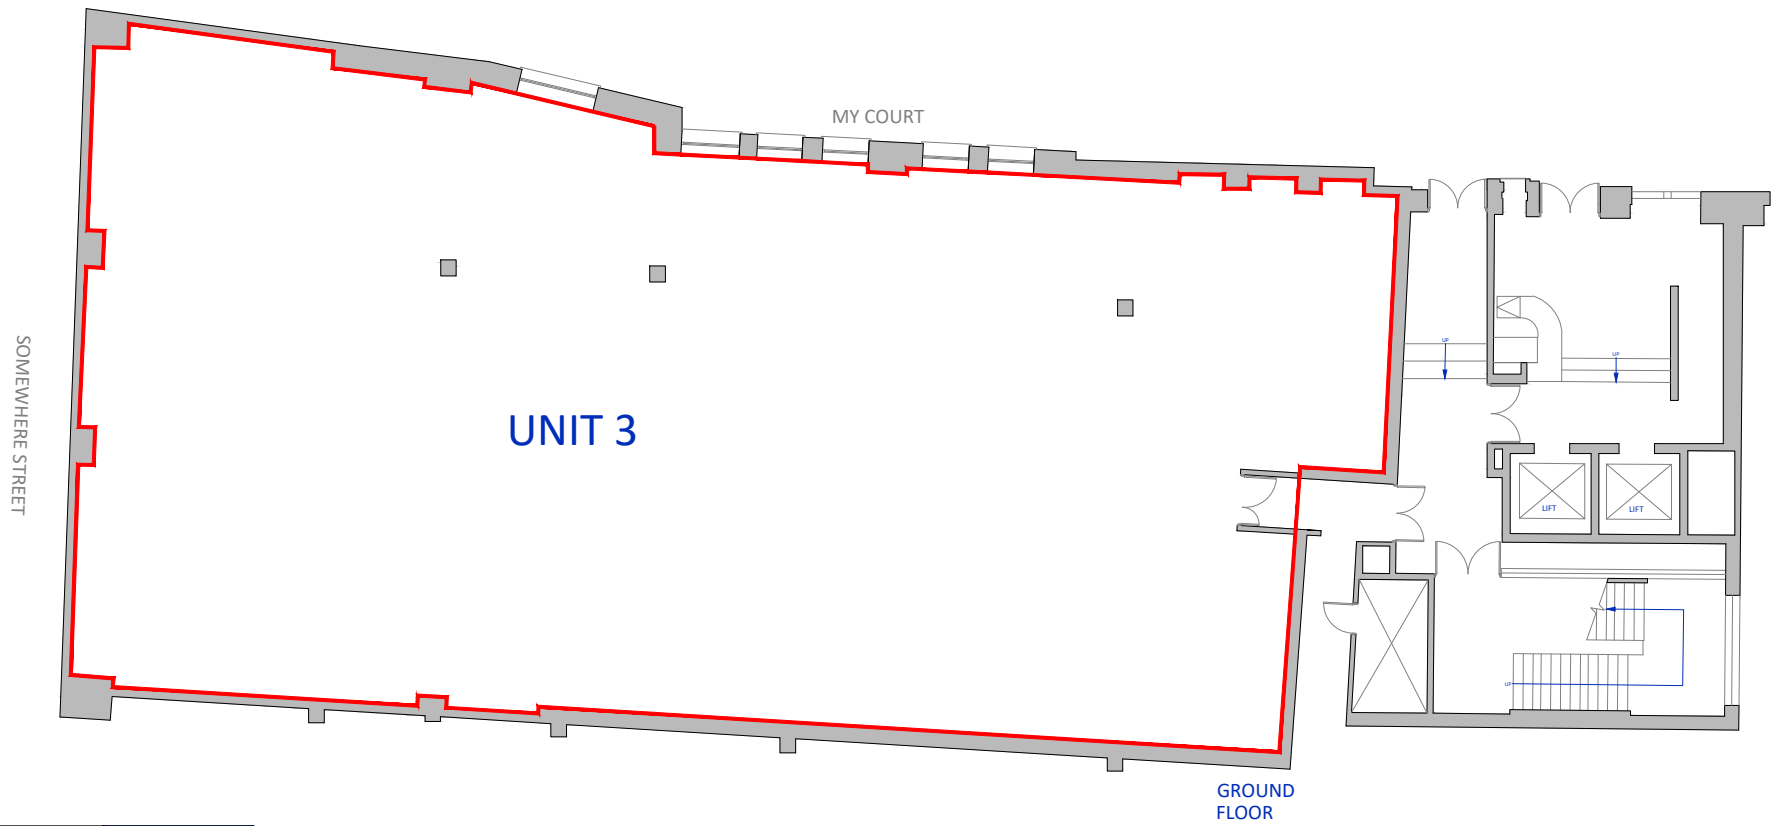 MY COURT
SOMEWHERE STREET
UP
UP
UNIT 3
LIFT
LIFT
UP
GROUND
FLOOR